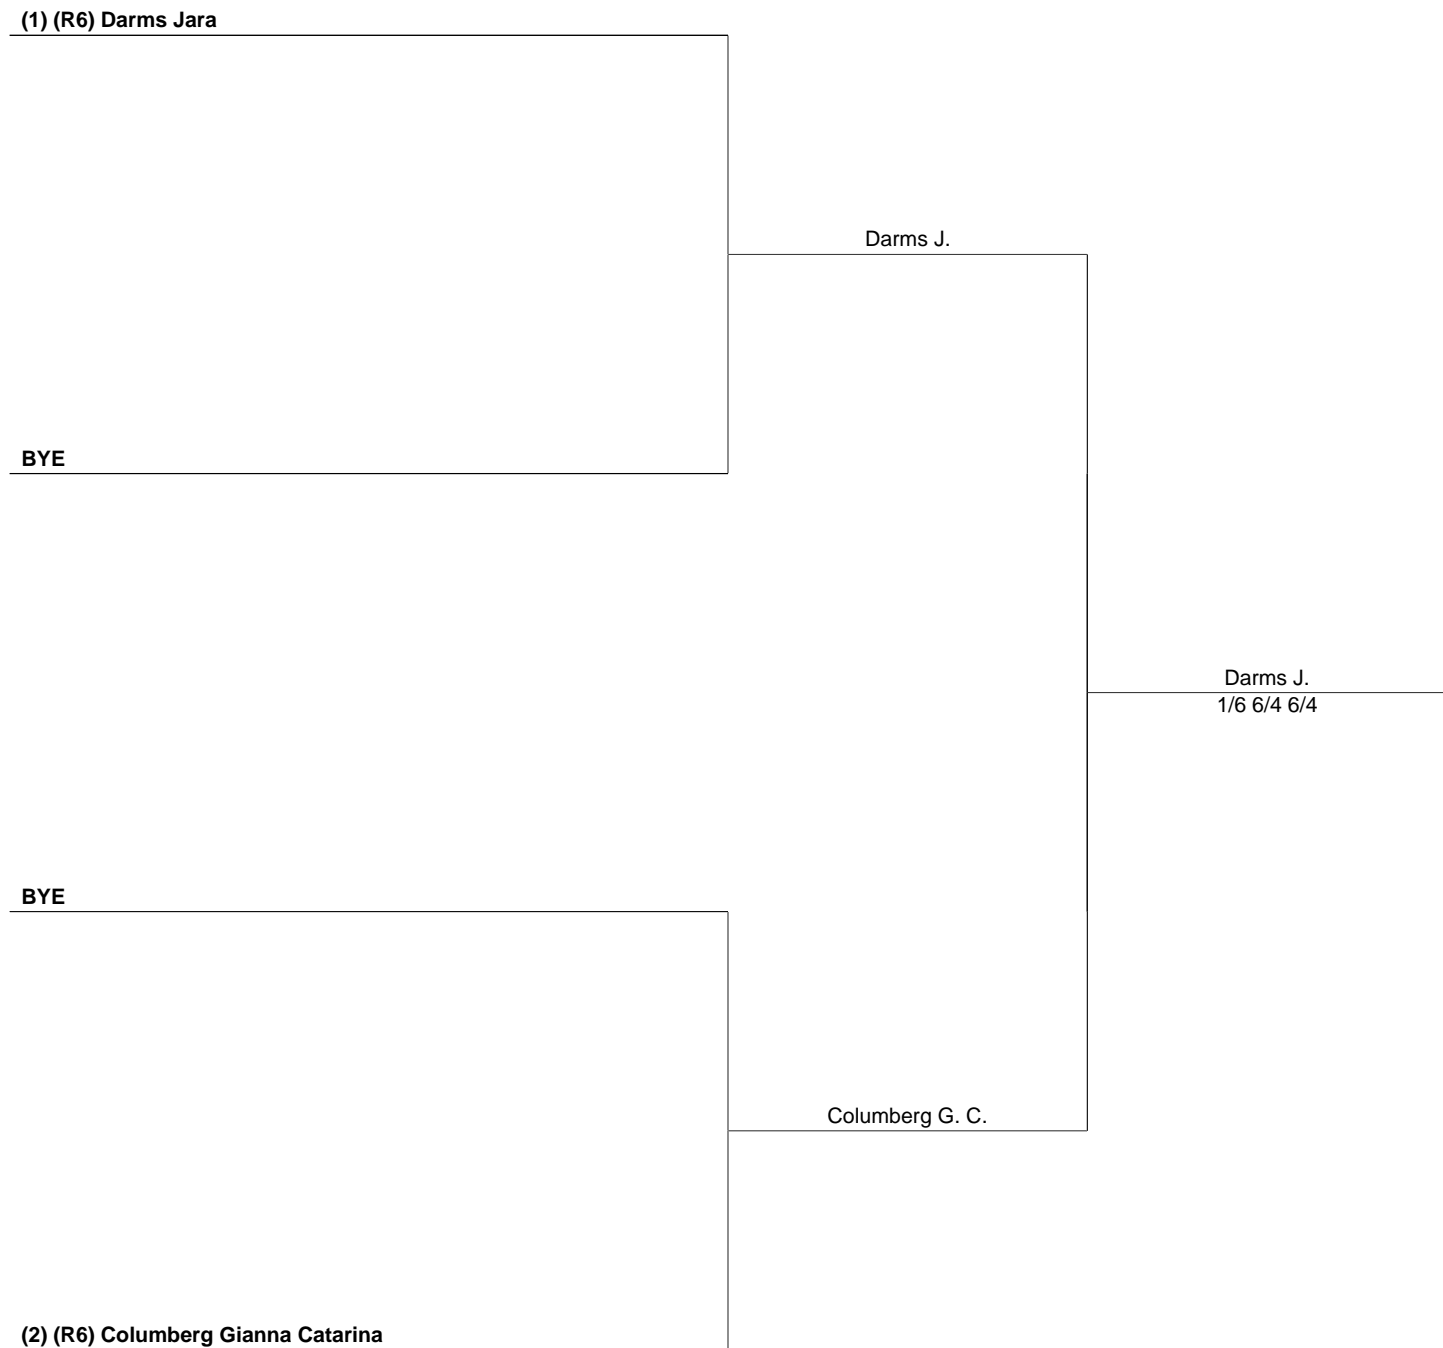 (1) (R6) Darms Jara
Darms J.
BYE
Darms J.
1/6 6/4 6/4
BYE
Columberg G. C.
(2) (R6) Columberg Gianna Catarina